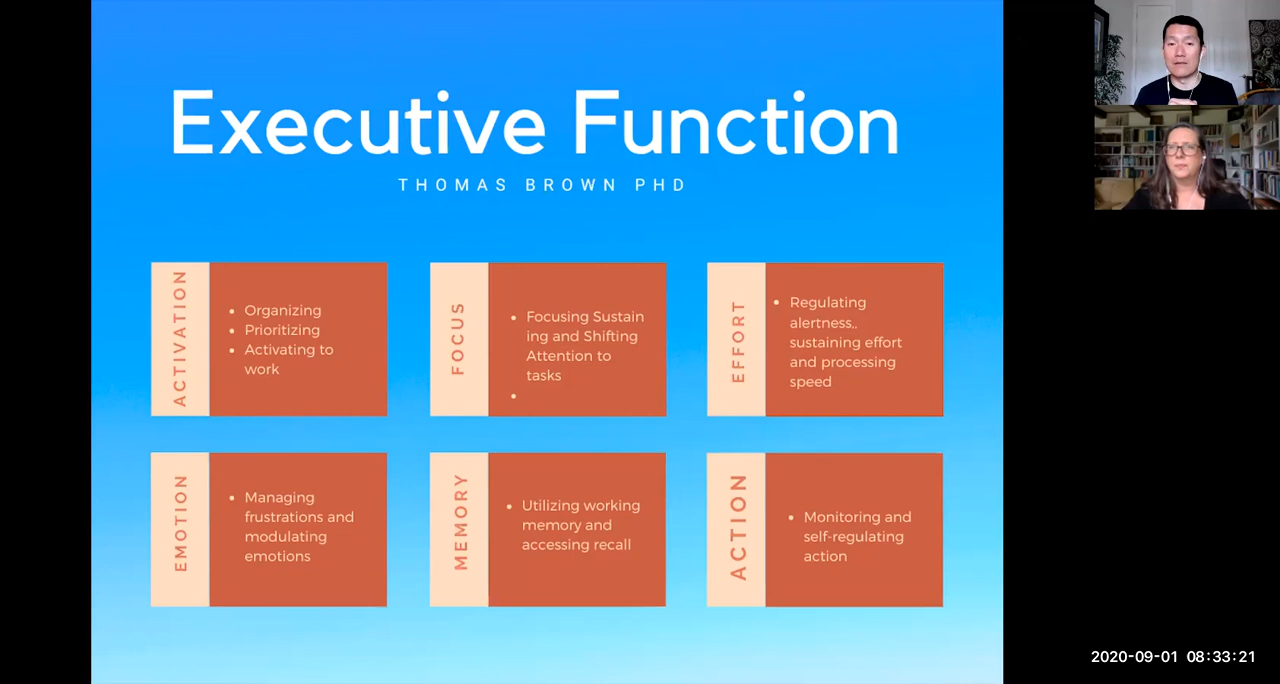 Executive Function
THOMAS BROWN PHD
ACTIVATION
• Organizing
• Prioritizing
• Activating to
work
FOCUS
• Focusing Sustain
ing and Shifting
Attention to
tasks
•
EFFORT
• Regulating
alertness,.
sustaining effort
and processing
speed
EMOTION
• Managing
frustrations and
modulating
emotions
MEMORY
• Utilizing working
memory and
accessing recall
ACTION
• Monitoring and
self-regulating
action
2020-09-01 08:33:21